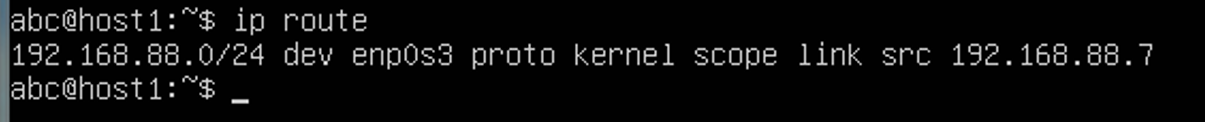 abc@host1:~$ ip route
192.168.88.0/24 dev enp0s3 proto kernel scope link src 192.168.88.7
abc@host1:~$ _